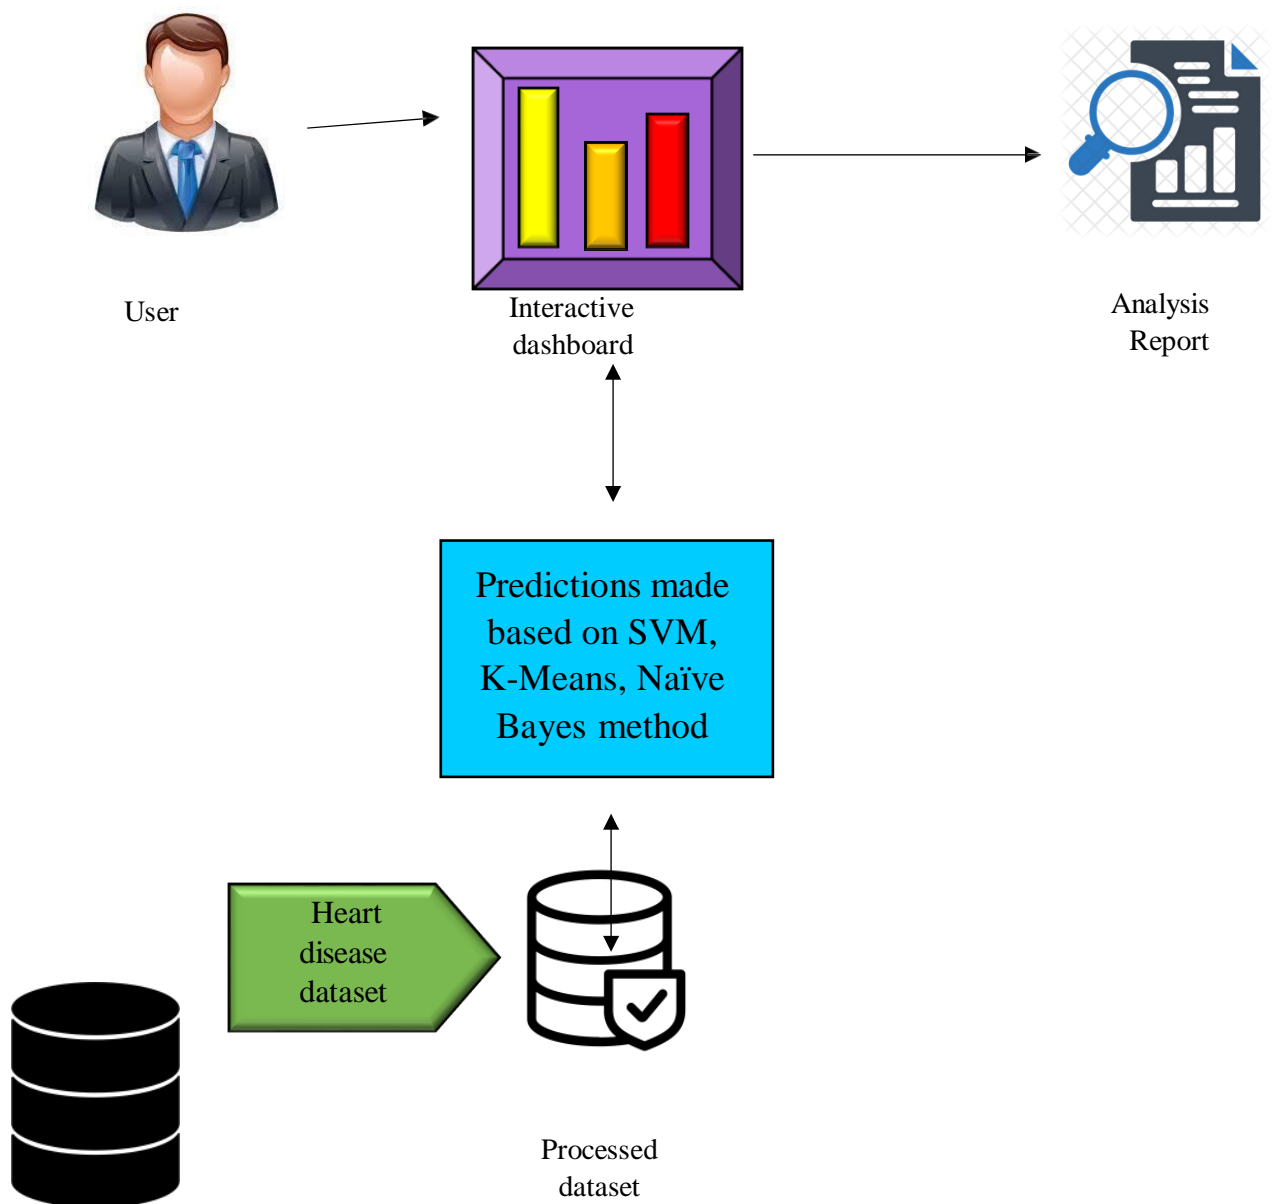 User
Interactive
dashboard
Analysis
Report
Predictions made
based on SVM,
K-Means, Naïve
Bayes method
Heart
disease
dataset
Processed
dataset